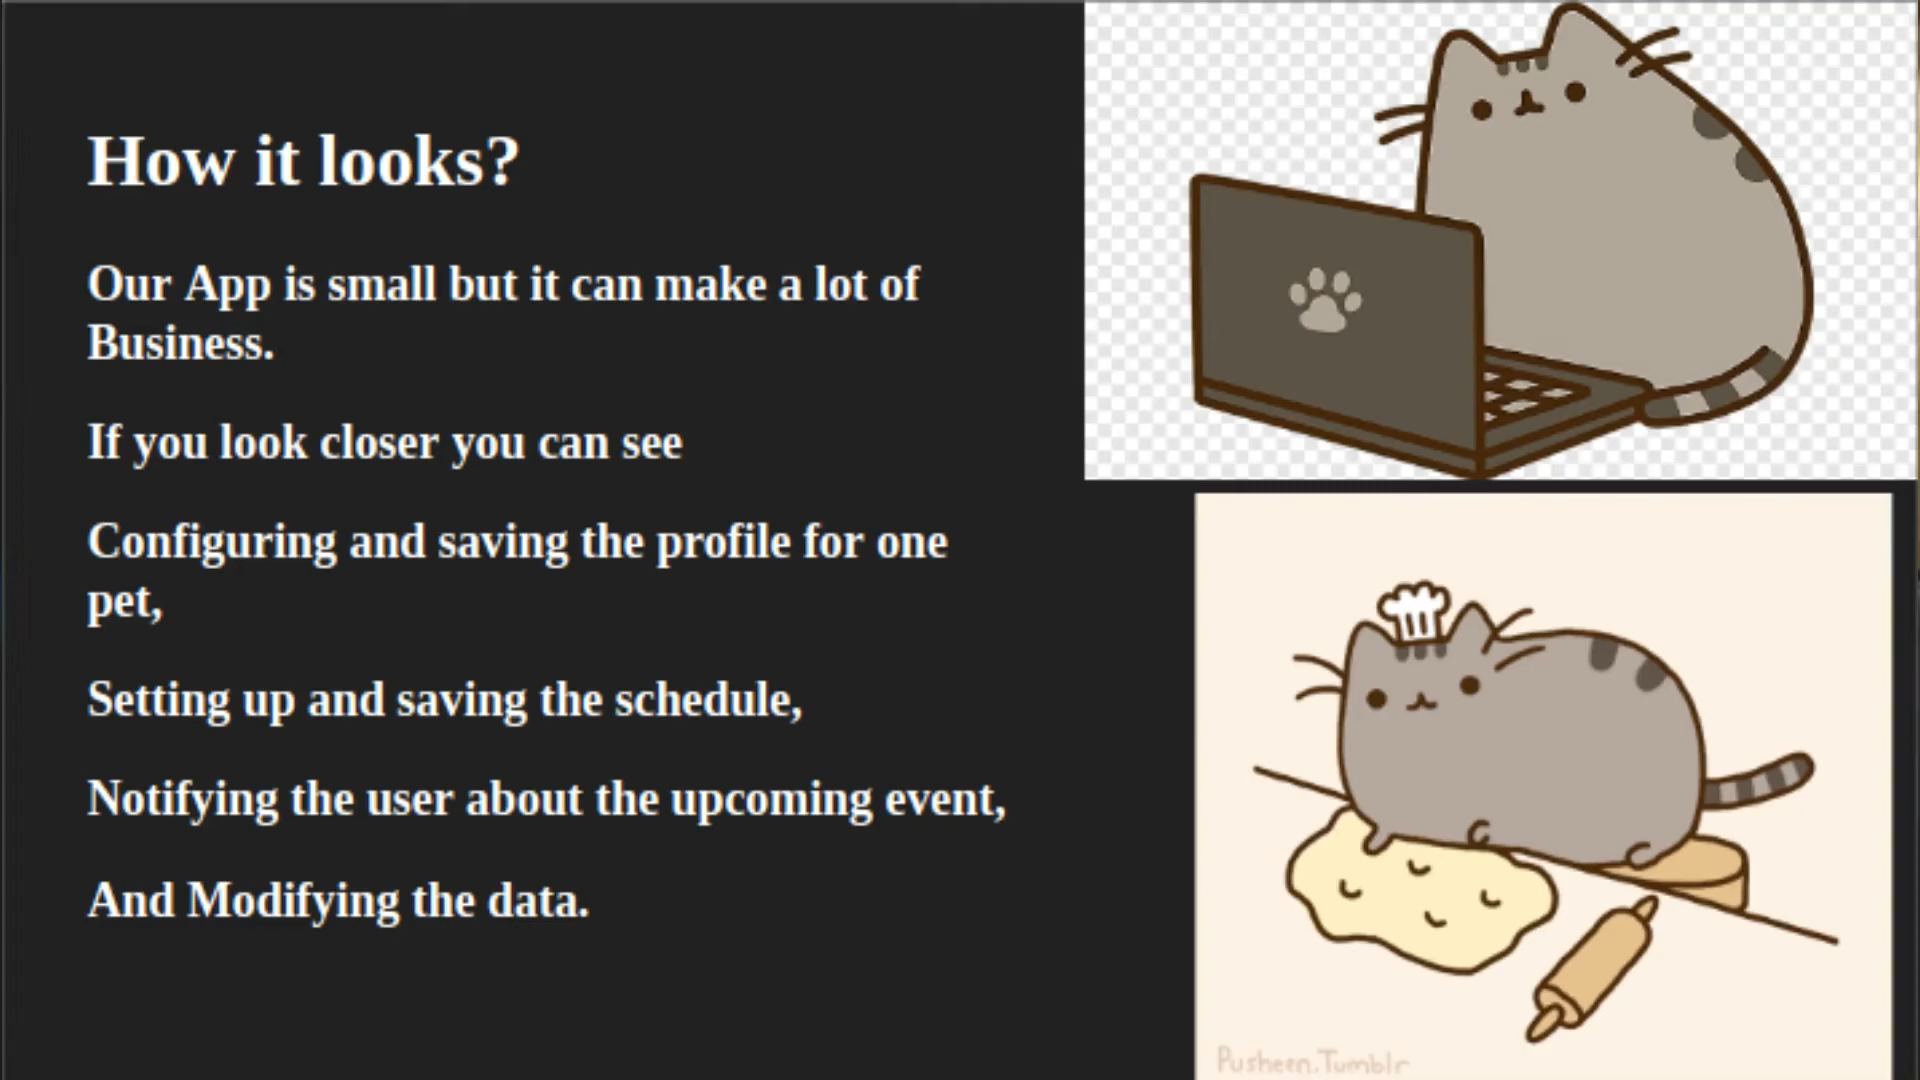 How it looks?
Our App is small but it can make a lot of
Business.
If you look closer you can see
Configuring and saving the profile for one
pet,
Setting up and saving the schedule,
Notifying the user about the upcoming event,
And Modifying the data.
Pusheen.Tumblr